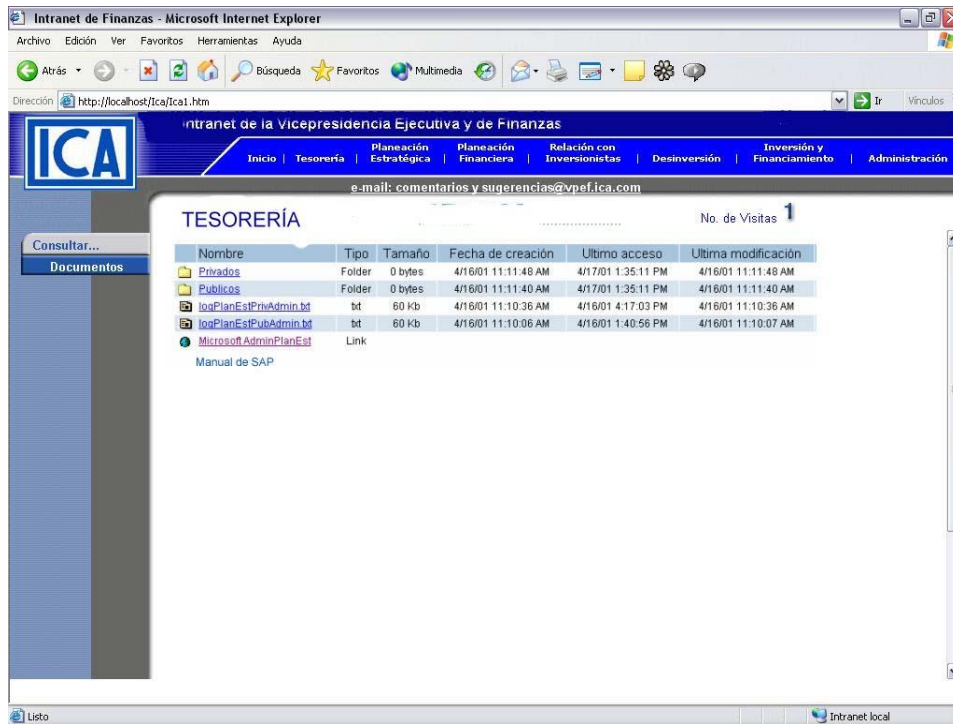 Intranet de Finanzas - Microsoft Internet Explorer
Archivo Edición Ver Favoritos Herramientas Ayuda
Atrás Búsqueda Favoritos Multimedia
Dirección http://localhost/Ica/Ica1.htm Ir Vínculos
ICA
Intranet de la Vicepresidencia Ejecutiva y de Finanzas
Inicio | Tesorería | Planeación Estratégica | Planeación Financiera | Relación con Inversionistas | Desinversión | Inversión y Financiamiento | Administración
e-mail: comentarios y sugerencias@vpef.ica.com
TESORERÍA No. de Visitas 1
Consultar...
Documentos
Nombre Tipo Tamaño Fecha de creación Ultimo acceso Ultima modificación
Privados Folder 0 bytes 4/16/01 11:11:48 AM 4/17/01 1:35:11 PM 4/16/01 11:11:48 AM
Publicos Folder 0 bytes 4/16/01 11:11:40 AM 4/17/01 1:35:11 PM 4/16/01 11:11:40 AM
logPlanEstPrivAdmin.txt txt 60 Kb 4/16/01 11:10:36 AM 4/16/01 4:17:03 PM 4/16/01 11:10:36 AM
logPlanEstPubAdmin.txt txt 60 Kb 4/16/01 11:10:06 AM 4/16/01 1:40:56 PM 4/16/01 11:10:07 AM
Microsoft AdminPlanEst Link
Manual de SAP
Listo Intranet local